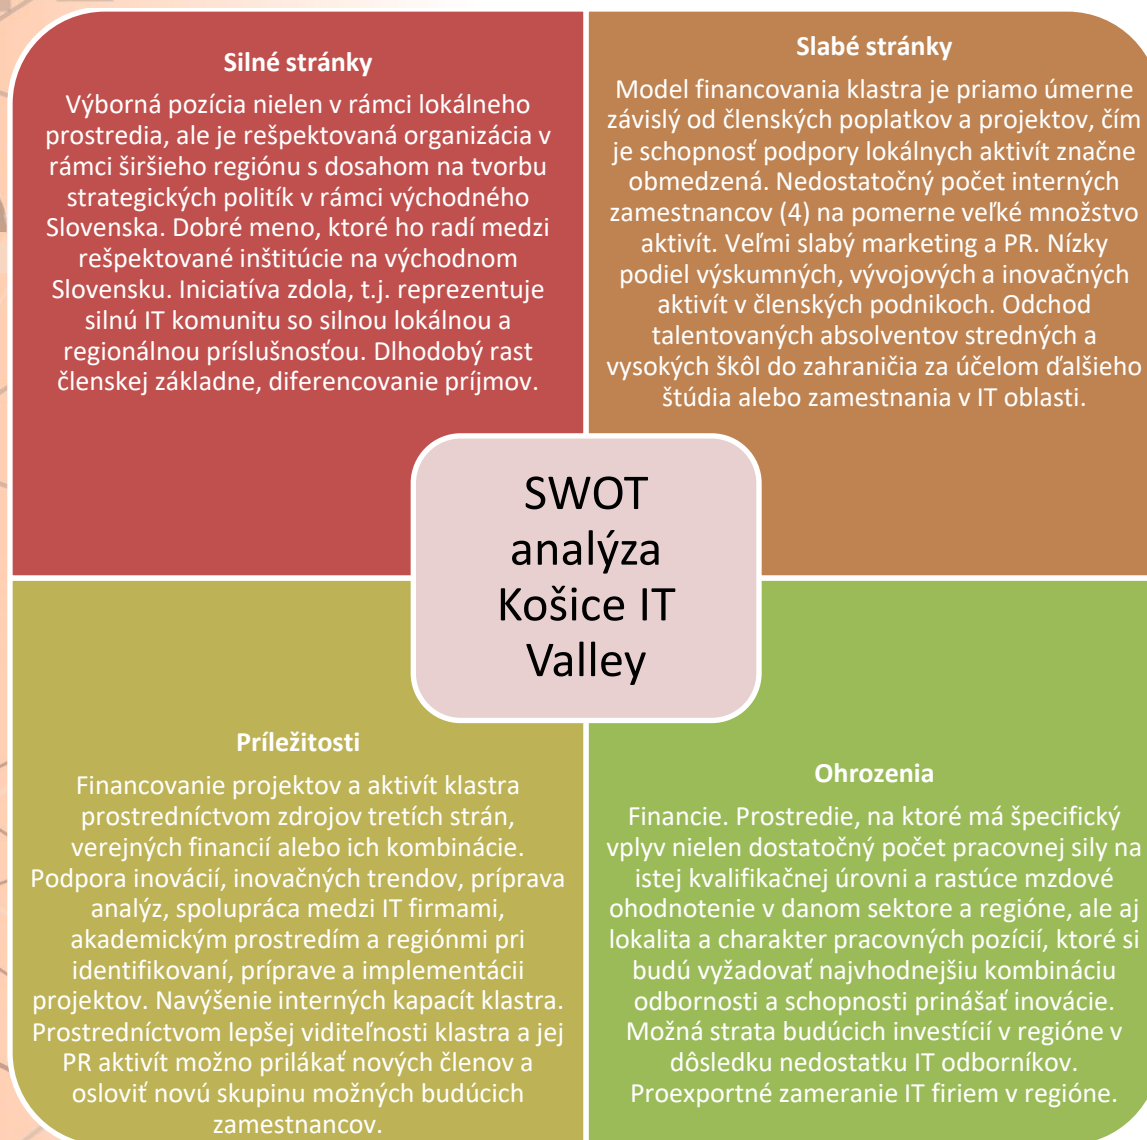 Silné stránky
Výborná pozícia nielen v rámci lokálneho
prostredia, ale je rešpektovaná organizácia v
rámci širšieho regiónu s dosahom na tvorbu
strategických politík v rámci východného
Slovenska. Dobré meno, ktoré ho radí medzi
rešpektované inštitúcie na východnom
Slovensku. Iniciatíva zdola, t.j. reprezentuje
silnú IT komunitu so silnou lokálnou a
regionálnou príslušnosťou. Dlhodobý rast
členskej základne, diferencovanie príjmov.
Slabé stránky
Model financovania klastra je priamo úmerne
závislý od členských poplatkov a projektov, čím
je schopnosť podpory lokálnych aktivít značne
obmedzená. Nedostatočný počet interných
zamestnancov (4) na pomerne veľké množstvo
aktivít. Veľmi slabý marketing a PR. Nízky
podiel výskumných, vývojových a inovačných
aktivít v členských podnikoch. Odchod
talentovaných absolventov stredných a
vysokých škôl do zahraničia za účelom ďalšieho
štúdia alebo zamestnania v IT oblasti.
SWOT
analýza
Košice IT
Valley
Príležitosti
Financovanie projektov a aktivít klastra
prostredníctvom zdrojov tretích strán,
verejných financií alebo ich kombinácie.
Podpora inovácií, inovačných trendov, príprava
analýz, spolupráca medzi IT firmami,
akademickým prostredím a regiónmi pri
identifikovaní, príprave a implementácii
projektov. Navýšenie interných kapacít klastra.
Prostredníctvom lepšej viditeľnosti klastra a jej
PR aktivít možno prilákať nových členov a
osloviť novú skupinu možných budúcich
zamestnancov.
Ohrozenia
Financie. Prostredie, na ktoré má špecifický
vplyv nielen dostatočný počet pracovnej sily na
istej kvalifikačnej úrovni a rastúce mzdové
ohodnotenie v danom sektore a regióne, ale aj
lokalita a charakter pracovných pozícií, ktoré si
budú vyžadovať najvhodnejšiu kombináciu
odbornosti a schopnosti prinášať inovácie.
Možná strata budúcich investícií v regióne v
dôsledku nedostatku IT odborníkov.
Proexportné zameranie IT firiem v regióne.